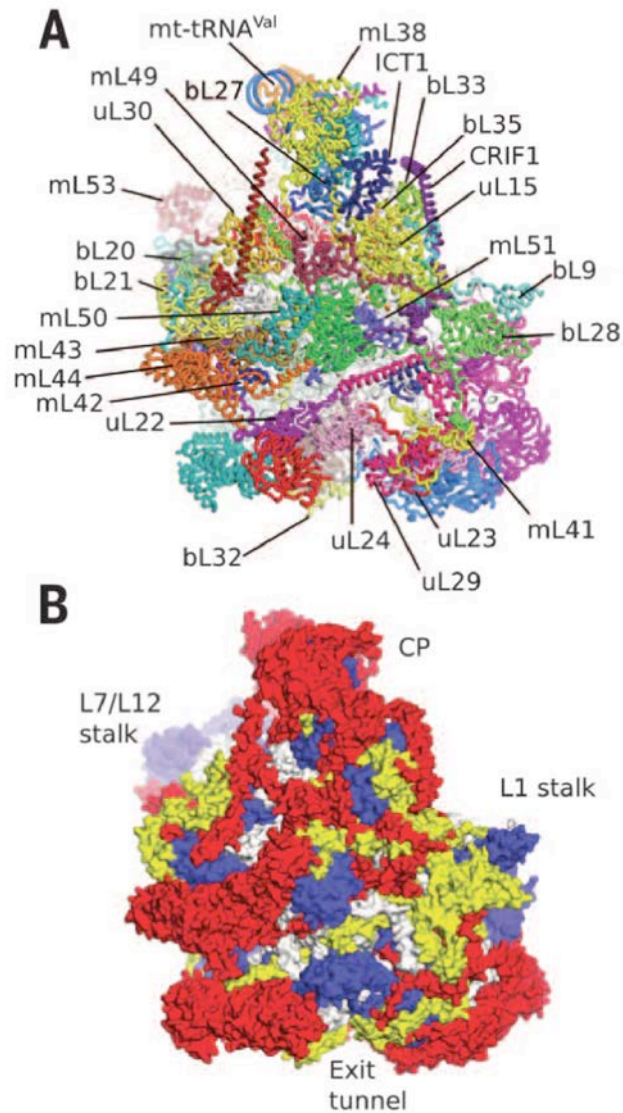 A
mt-tRNAVal
mL38
mL49
ICT1
uL30
bL27
bL33
bL35
CRIF1
mL53
uL15
bL20
mL51
bL21
bL9
mL50
mL43
bL28
mL44
mL42
uL22
bL32
uL24
uL23
mL41
uL29
B
CP
L7/L12
stalk
L1 stalk
Exit
tunnel